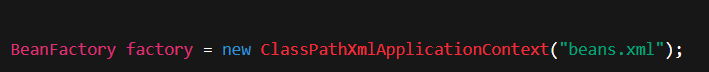 BeanFactory factory = new ClassPathXmlApplicationContext("beans.xml");